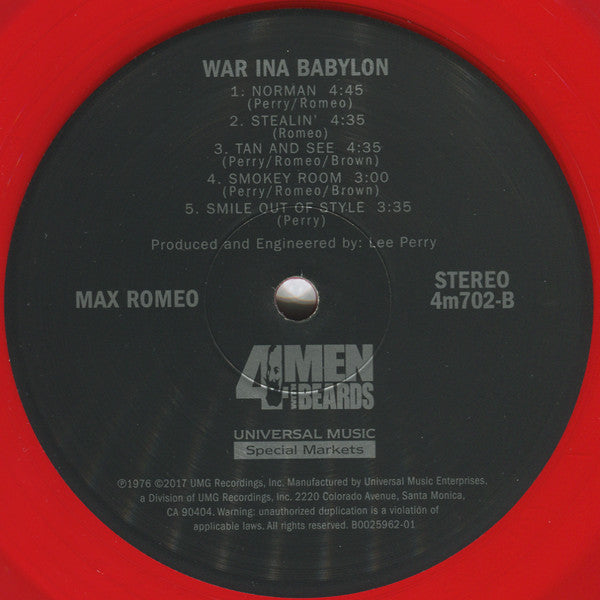 WAR INA BABYLON
1. NORMAN 4:45
(Perry/Romeo)
2. STEALIN' 4:35
(Romeo)
3. TAN AND SEE 4:35
(Perry/Romeo/Brown)
4. SMOKEY ROOM 3:00
(Perry/Romeo/Brown)
5. SMILE OUT OF STYLE 3:35
(Perry)
Produced and Engineered by: Lee Perry
MAX ROMEO
STEREO
4m702-B
4 MEN
WITH BEARDS
UNIVERSAL MUSIC
Special Markets
℗1976 ©2017 UMG Recordings, Inc. Manufactured by Universal Music Enterprises,
a Division of UMG Recordings, Inc. 2220 Colorado Avenue, Santa Monica,
CA 90404. Warning: unauthorized duplication is a violation of
applicable laws. All rights reserved. B0025962-01